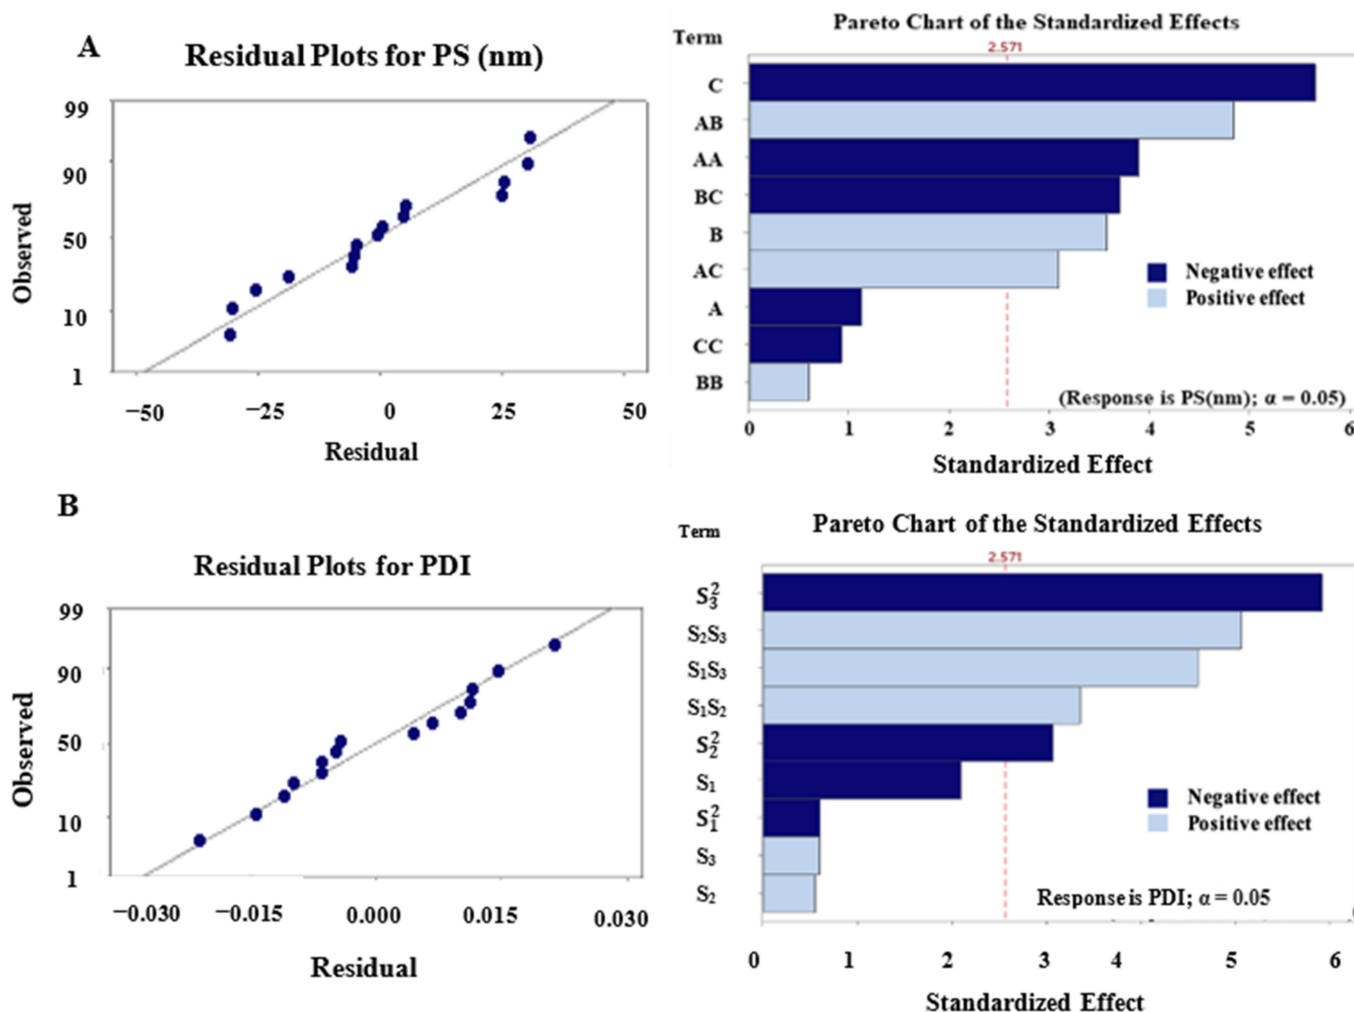 A
Residual Plots for PS (nm)
99
90
50
10
1
Observed
−50
−25
0
25
50
Residual
Pareto Chart of the Standardized Effects
Term
2.571
C
AB
AA
BC
B
AC
A
CC
BB
Negative effect
Positive effect
(Response is PS(nm); α = 0.05)
0 1 2 3 4 5 6
Standardized Effect
B
Residual Plots for PDI
99
90
50
10
1
Observed
−0.030
−0.015
0.000
0.015
0.030
Residual
Pareto Chart of the Standardized Effects
Term
2.571
S₃²
S₂S₃
S₁S₃
S₁S₂
S₂²
S₁
S₁²
S₃
S₂
Negative effect
Positive effect
Response is PDI; α = 0.05
0 1 2 3 4 5 6
Standardized Effect